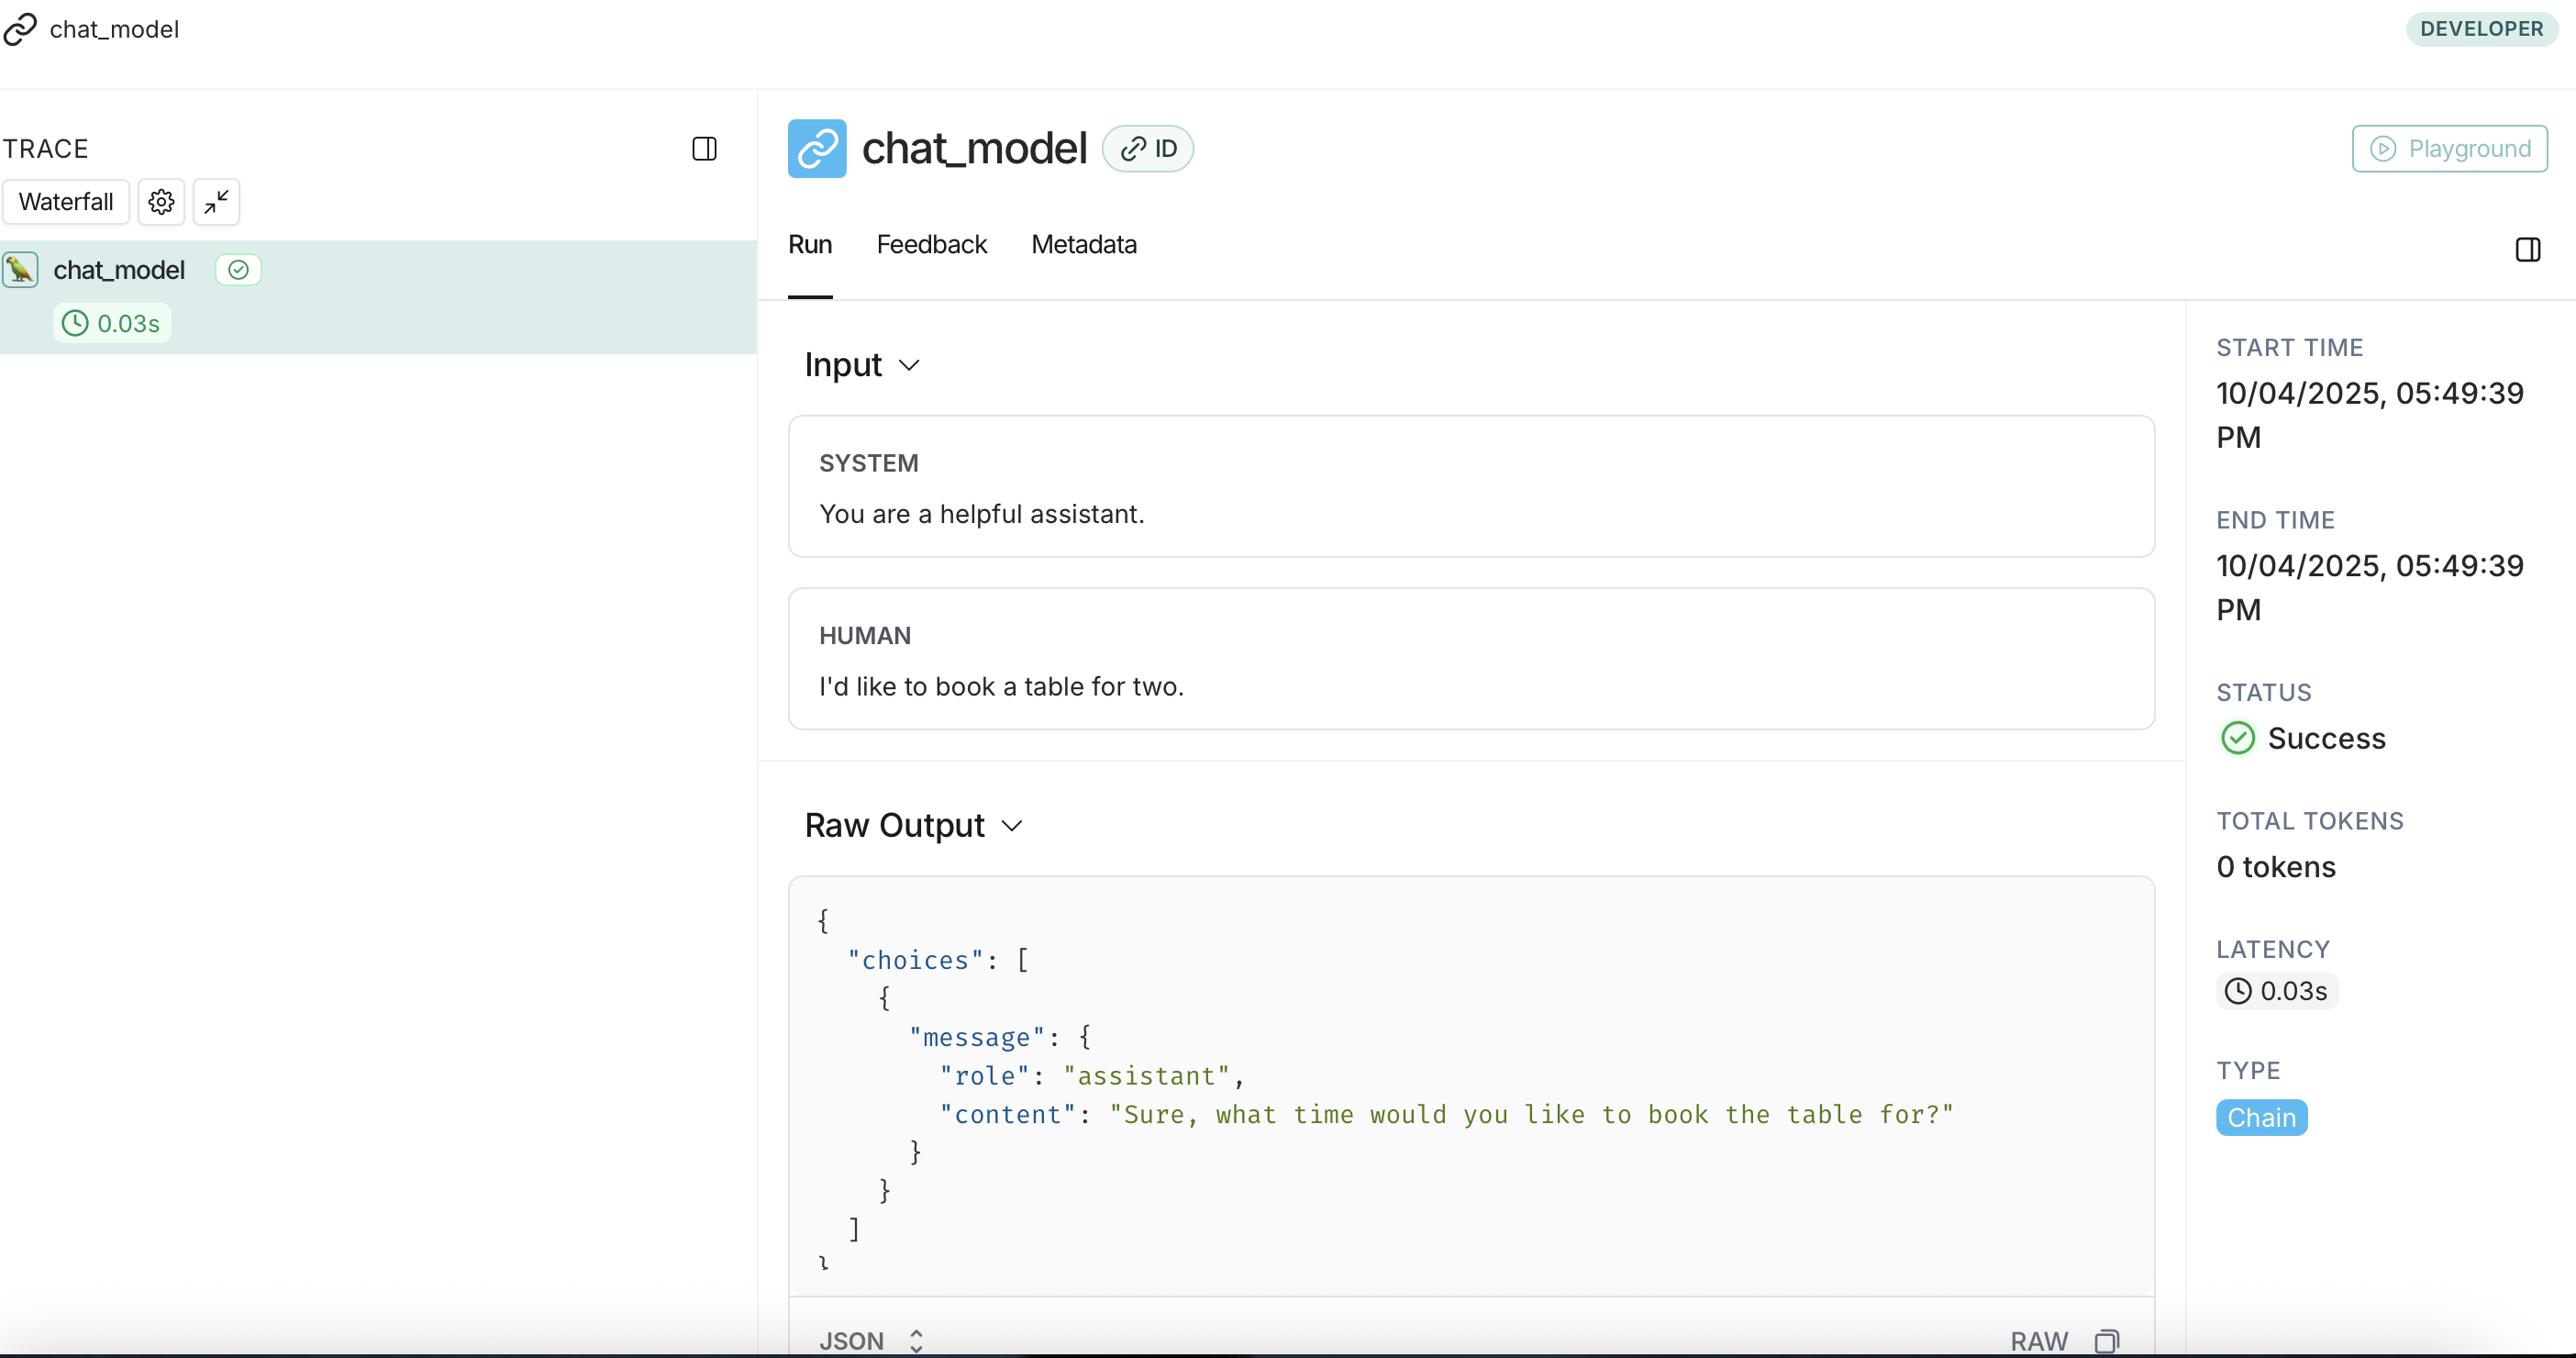 chat_model
DEVELOPER
TRACE
Waterfall
chat_model
0.03s
chat_model
ID
Playground
Run
Feedback
Metadata
Input
SYSTEM
You are a helpful assistant.
HUMAN
I'd like to book a table for two.
Raw Output
{
  "choices": [
    {
      "message": {
        "role": "assistant",
        "content": "Sure, what time would you like to book the table for?"
      }
    }
  ]
}
JSON
RAW
START TIME
10/04/2025, 05:49:39
PM
END TIME
10/04/2025, 05:49:39
PM
STATUS
Success
TOTAL TOKENS
0 tokens
LATENCY
0.03s
TYPE
Chain